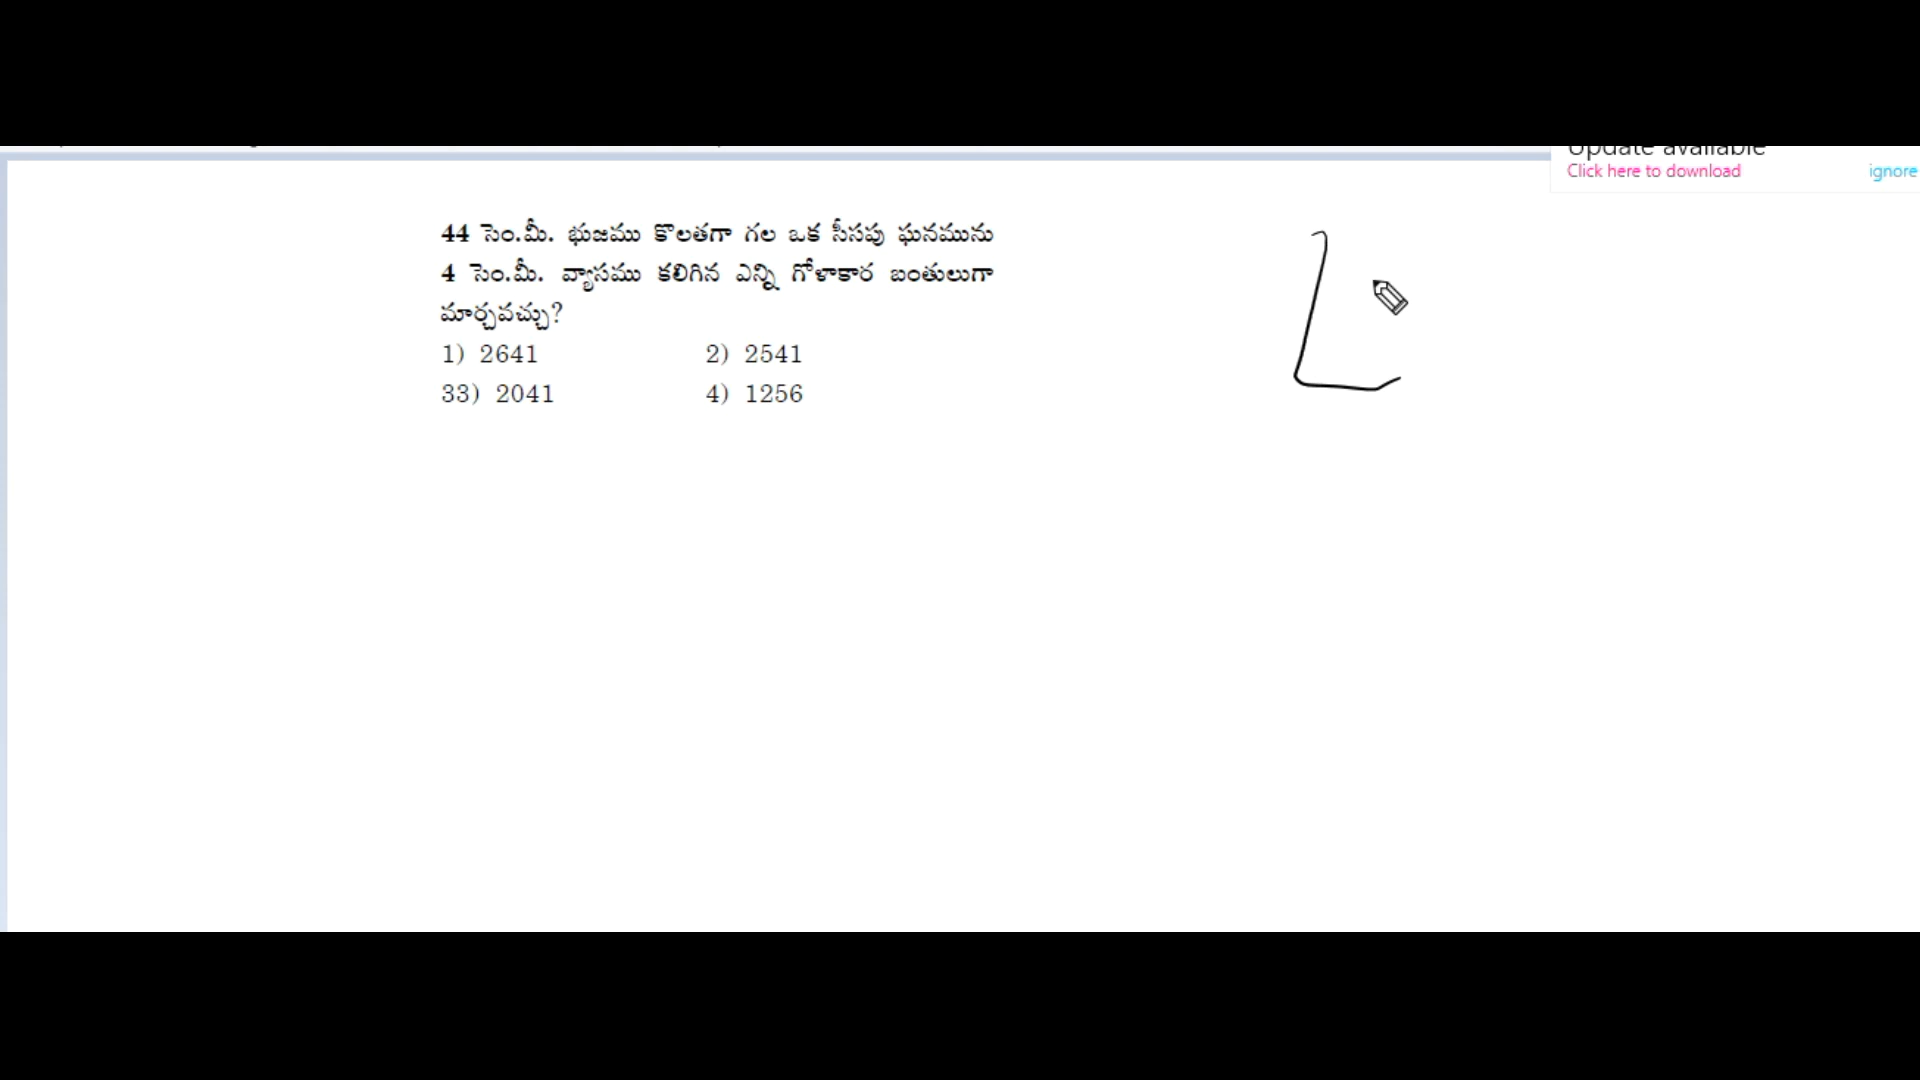 Update available
Click here to download ignore
44 సెం.మీ. భుజము కొలతగా గల ఒక సీసపు ఘనమును
4 సెం.మీ. వ్యాసము కలిగిన ఎన్ని గోళాకార బంతులుగా
మార్చవచ్చు?
1) 2641 2) 2541
33) 2041 4) 1256